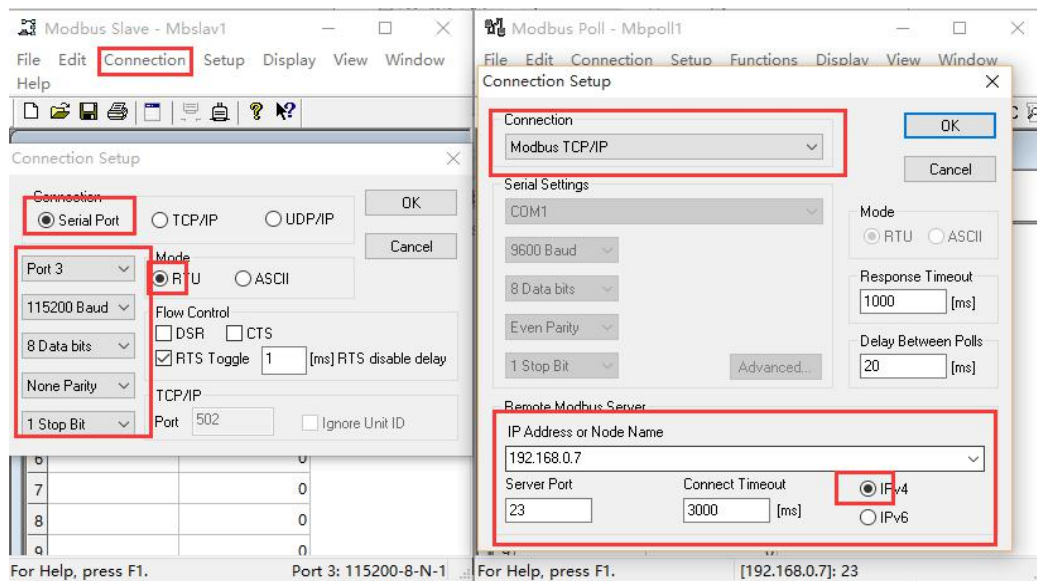 Modbus Slave - Mbslav1
File Edit Connection Setup Display View Window
Help
Connection Setup
Connection
Serial Port TCP/IP UDP/IP
OK
Cancel
Port 3
115200 Baud
8 Data bits
None Parity
1 Stop Bit
Mode
RTU ASCII
Flow Control
DSR CTS
RTS Toggle 1 [ms] RTS disable delay
TCP/IP
Port 502 Ignore Unit ID
6 0
7 0
8 0
9 0
For Help, press F1. Port 3: 115200-8-N-1
Modbus Poll - Mbpoll1
File Edit Connection Setup Functions Display View Window
Connection Setup
Connection
Modbus TCP/IP
OK
Cancel
Serial Settings
COM1
9600 Baud
8 Data bits
Even Parity
1 Stop Bit
Advanced...
Mode
RTU ASCII
Response Timeout
1000 [ms]
Delay Between Polls
20 [ms]
Remote Modbus Server
IP Address or Node Name
192.168.0.7
Server Port Connect Timeout
23 3000 [ms]
IPv4
IPv6
For Help, press F1. [192.168.0.7]: 23